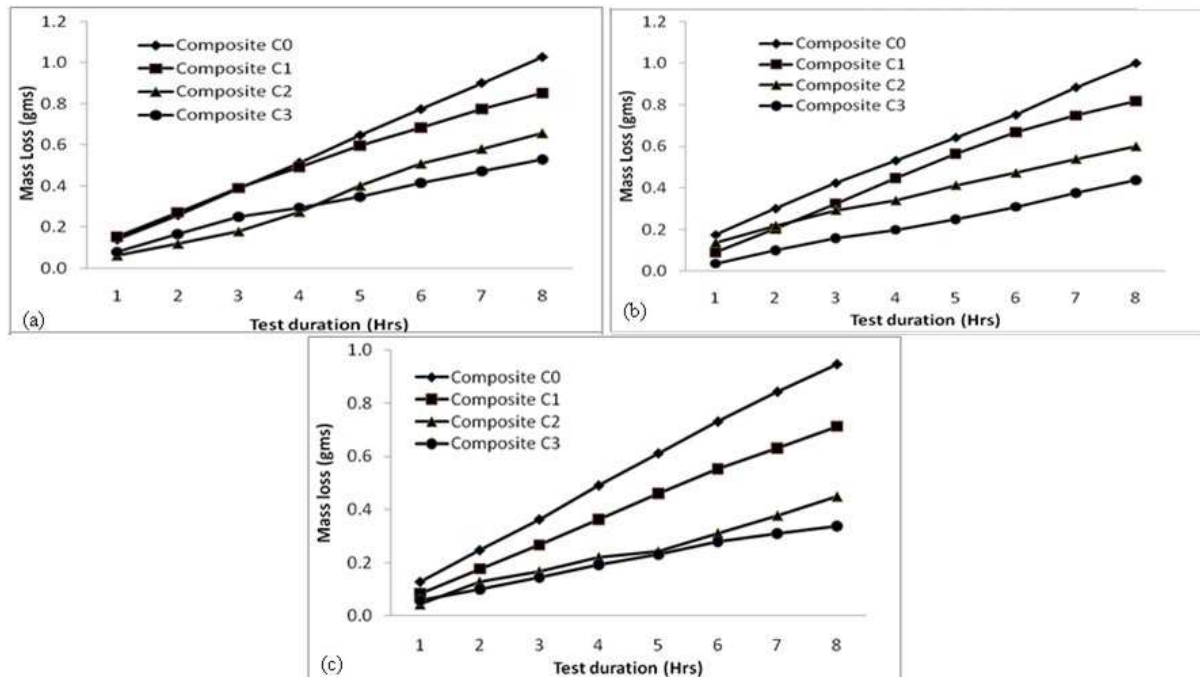 1.2
1.0
0.8
0.6
0.4
0.2
0.0
Mass Loss (gms)
Composite C0
Composite C1
Composite C2
Composite C3
1 2 3 4 5 6 7 8
Test duration (Hrs)
(a)
1.2
1.0
0.8
0.6
0.4
0.2
0.0
Mass Loss (gms)
Composite C0
Composite C1
Composite C2
Composite C3
1 2 3 4 5 6 7 8
Test duration (Hrs)
(b)
1.0
0.8
0.6
0.4
0.2
0.0
Mass loss (gms)
Composite C0
Composite C1
Composite C2
Composite C3
1 2 3 4 5 6 7 8
Test duration (Hrs)
(c)